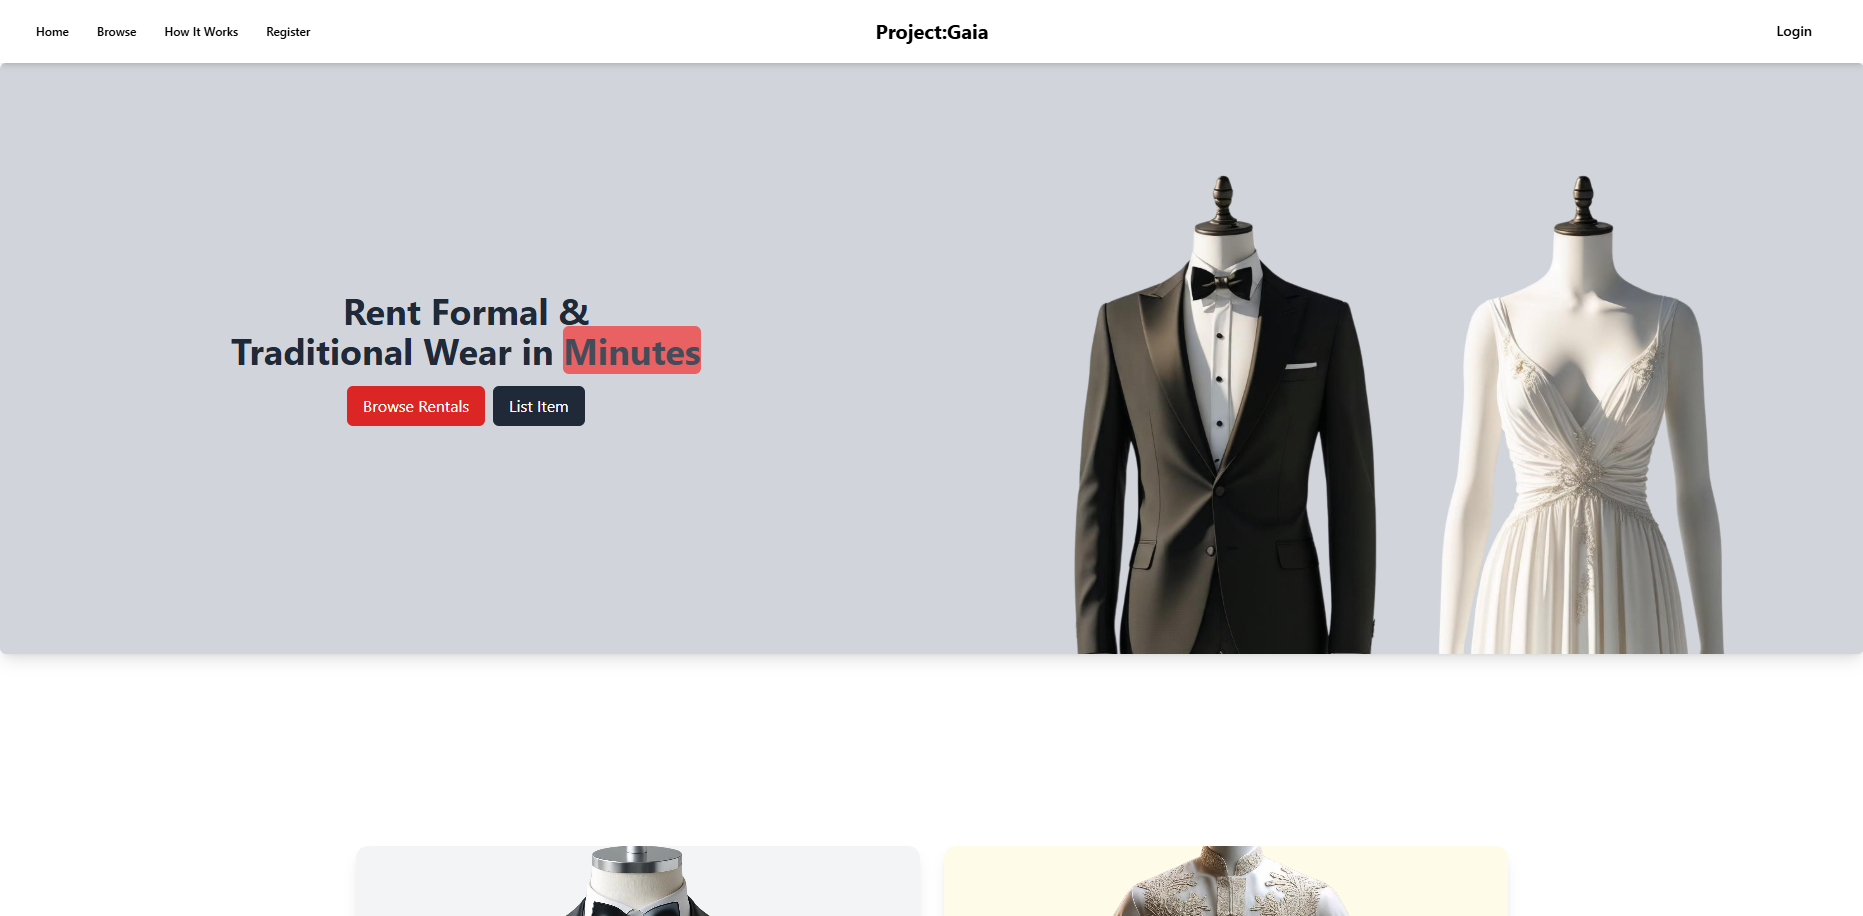 Home
Browse
How It Works
Register
Project:Gaia
Login
Rent Formal &
Traditional Wear in Minutes
Browse Rentals
List Item